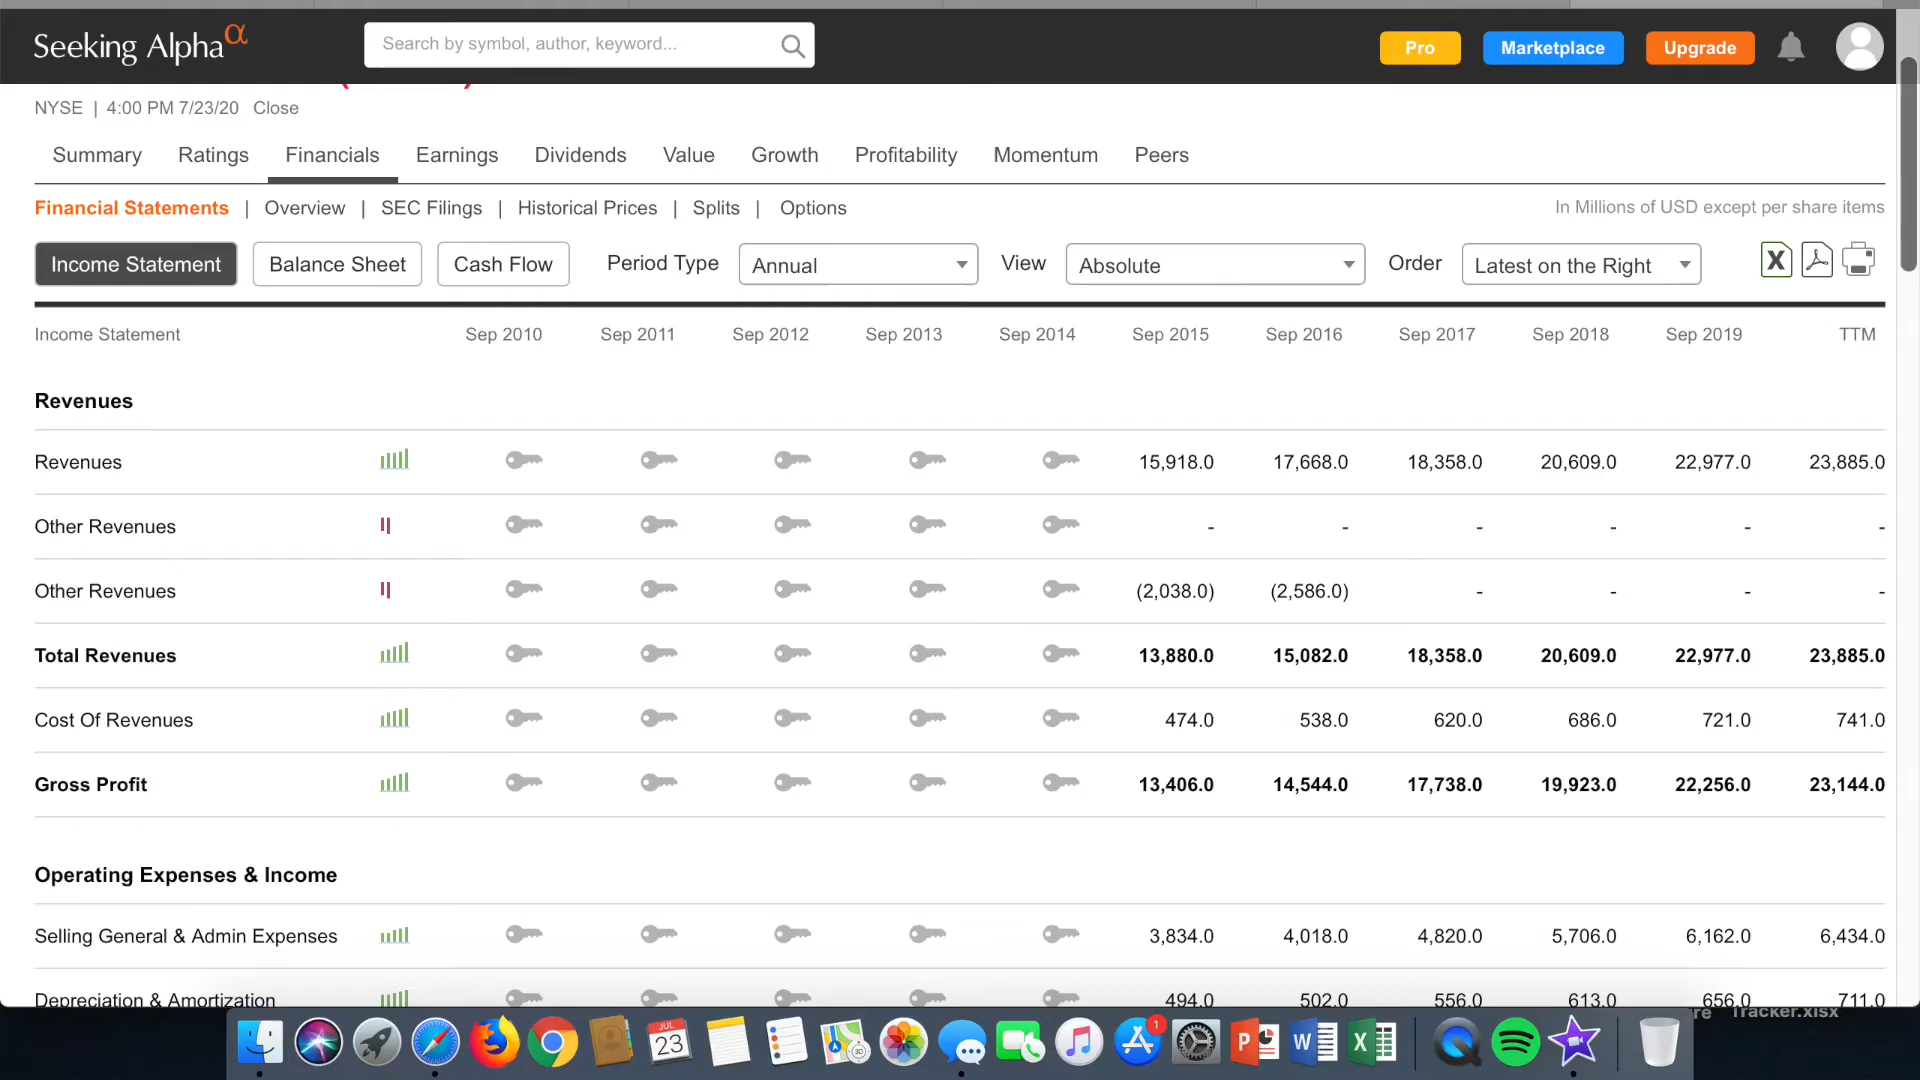 Seeking Alpha α
Search by symbol, author, keyword...
Pro
Marketplace
Upgrade
NYSE | 4:00 PM 7/23/20 Close
Summary Ratings Financials Earnings Dividends Value Growth Profitability Momentum Peers
Financial Statements | Overview | SEC Filings | Historical Prices | Splits | Options
In Millions of USD except per share items
Income Statement Balance Sheet Cash Flow Period Type Annual View Absolute Order Latest on the Right
Income Statement Sep 2010 Sep 2011 Sep 2012 Sep 2013 Sep 2014 Sep 2015 Sep 2016 Sep 2017 Sep 2018 Sep 2019 TTM
Revenues
Revenues 15,918.0 17,668.0 18,358.0 20,609.0 22,977.0 23,885.0
Other Revenues - - - - - -
Other Revenues (2,038.0) (2,586.0) - - - -
Total Revenues 13,880.0 15,082.0 18,358.0 20,609.0 22,977.0 23,885.0
Cost Of Revenues 474.0 538.0 620.0 686.0 721.0 741.0
Gross Profit 13,406.0 14,544.0 17,738.0 19,923.0 22,256.0 23,144.0
Operating Expenses & Income
Selling General & Admin Expenses 3,834.0 4,018.0 4,820.0 5,706.0 6,162.0 6,434.0
Depreciation & Amortization 494.0 502.0 556.0 613.0 656.0 711.0
Tracker.xlsx
JUL
23
3D
1
P
W
X